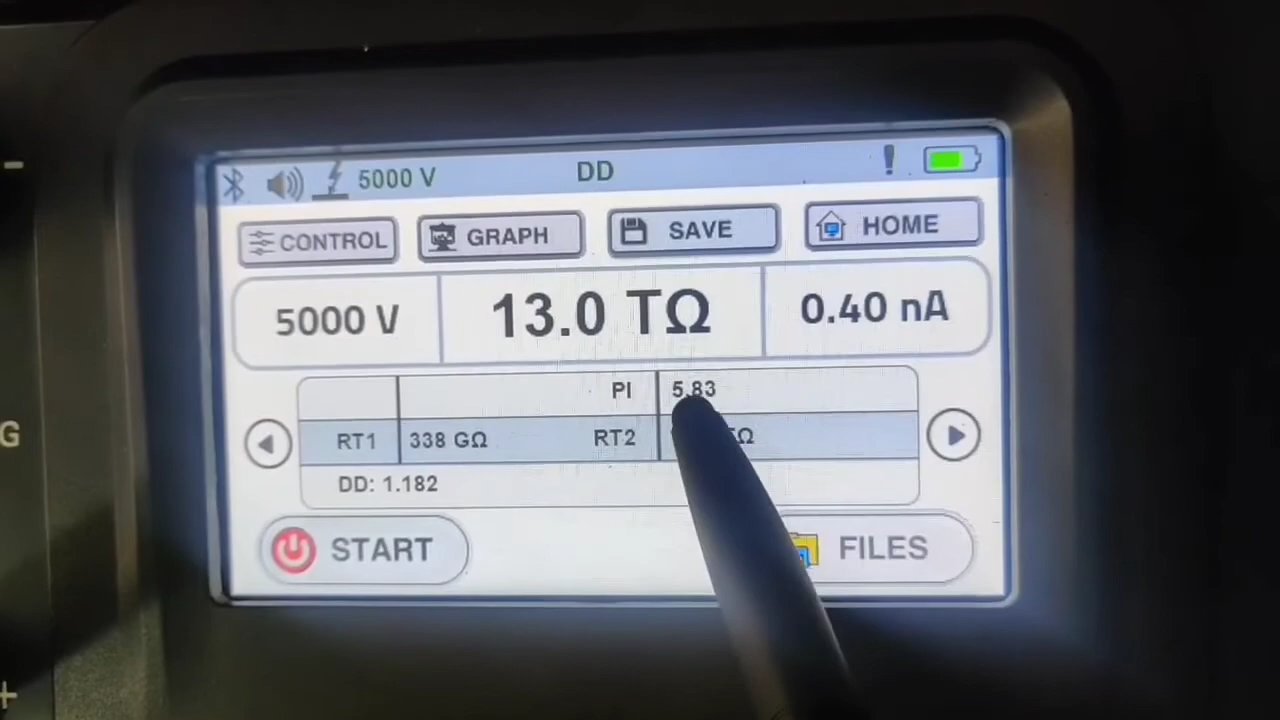 5000 V DD !
CONTROL GRAPH SAVE HOME
5000 V 13.0 TΩ 0.40 nA
PI 5.83
RT1 338 GΩ RT2 Ω
DD: 1.182
START FILES
G